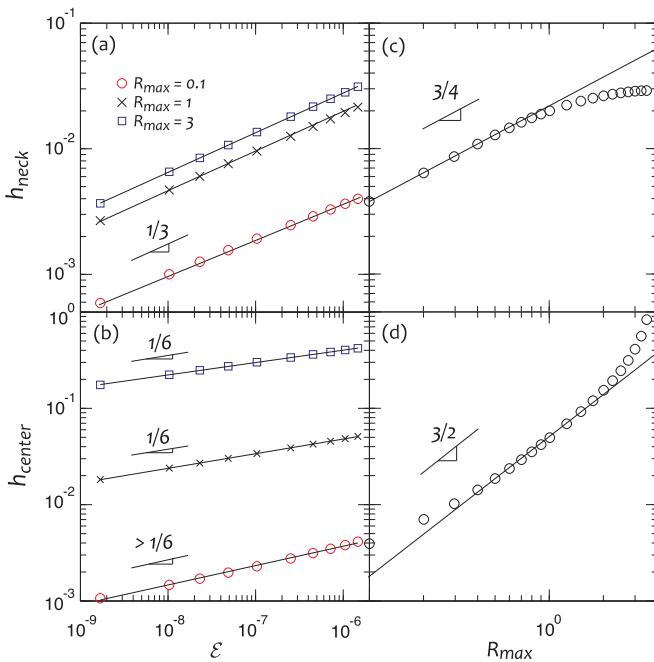 (a)
R_max = 0.1
R_max = 1
R_max = 3
1/3
h_neck
10^-1
10^-2
10^-3
0
(c)
3/4
(b)
1/6
1/6
> 1/6
h_center
10^0
10^-1
10^-2
10^-3
10^-9
10^-8
10^-7
10^-6
ε
(d)
3/2
10^0
R_max